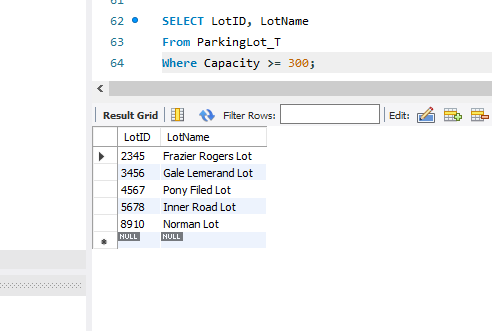 61
62 SELECT LotID, LotName
63 From ParkingLot_T
64 Where Capacity >= 300;
Result Grid Filter Rows: Edit:
LotID LotName
2345 Frazier Rogers Lot
3456 Gale Lemerand Lot
4567 Pony Filed Lot
5678 Inner Road Lot
8910 Norman Lot
NULL NULL